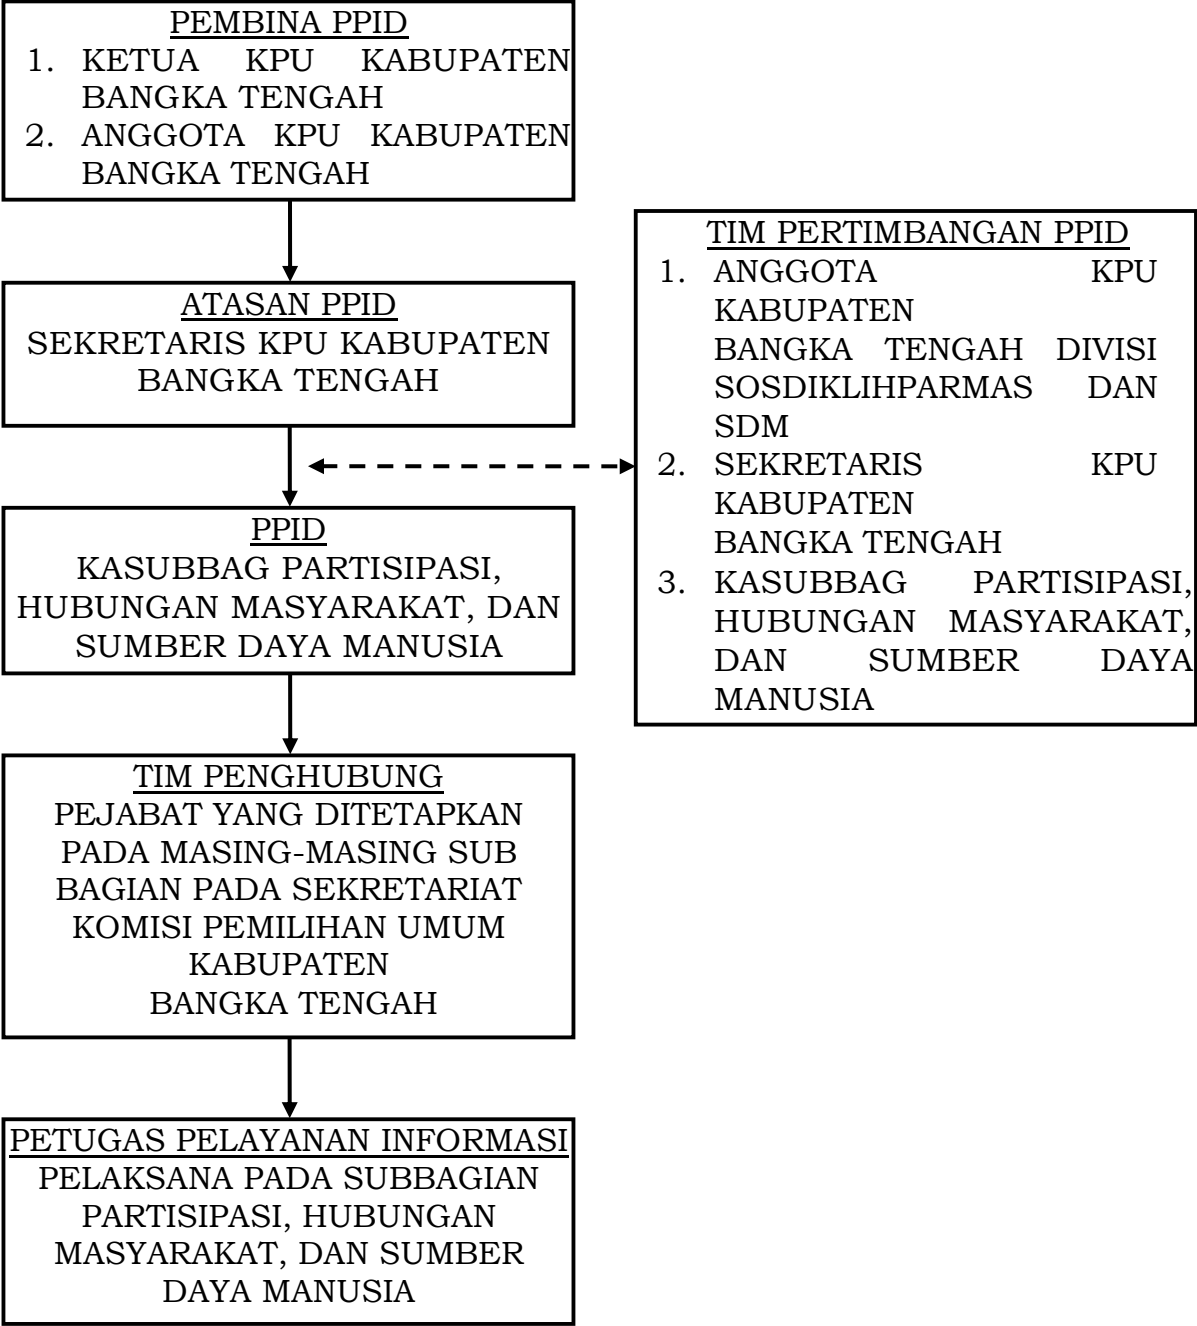 PEMBINA PPID
1. KETUA KPU KABUPATEN
BANGKA TENGAH
2. ANGGOTA KPU KABUPATEN
BANGKA TENGAH
ATASAN PPID
SEKRETARIS KPU KABUPATEN
BANGKA TENGAH
TIM PERTIMBANGAN PPID
1. ANGGOTA KPU
KABUPATEN
BANGKA TENGAH DIVISI
SOSDIKLIHPARMAS DAN
SDM
2. SEKRETARIS KPU
KABUPATEN
BANGKA TENGAH
3. KASUBBAG PARTISIPASI,
HUBUNGAN MASYARAKAT,
DAN SUMBER DAYA
MANUSIA
PPID
KASUBBAG PARTISIPASI,
HUBUNGAN MASYARAKAT, DAN
SUMBER DAYA MANUSIA
TIM PENGHUBUNG
PEJABAT YANG DITETAPKAN
PADA MASING-MASING SUB
BAGIAN PADA SEKRETARIAT
KOMISI PEMILIHAN UMUM
KABUPATEN
BANGKA TENGAH
PETUGAS PELAYANAN INFORMASI
PELAKSANA PADA SUBBAGIAN
PARTISIPASI, HUBUNGAN
MASYARAKAT, DAN SUMBER
DAYA MANUSIA